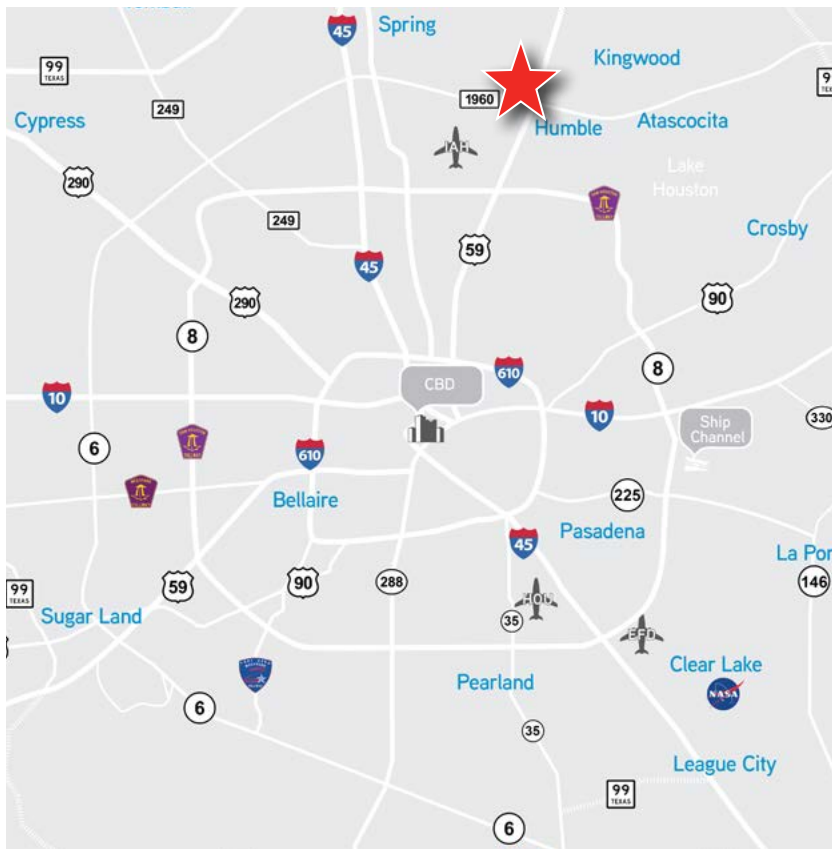 45
Spring
99
TEXAS
Kingwood
249
1960
Cypress
Humble
Atascocita
IAH
Lake
Houston
290
249
59
Crosby
45
290
90
8
610
8
CBD
10
10
330
Ship
Channel
6
610
Bellaire
225
Pasadena
45
La Por
59
90
288
146
99
TEXAS
HOU
35
Sugar Land
EFD
Clear Lake
NASA
Pearland
6
35
League City
99
TEXAS
6